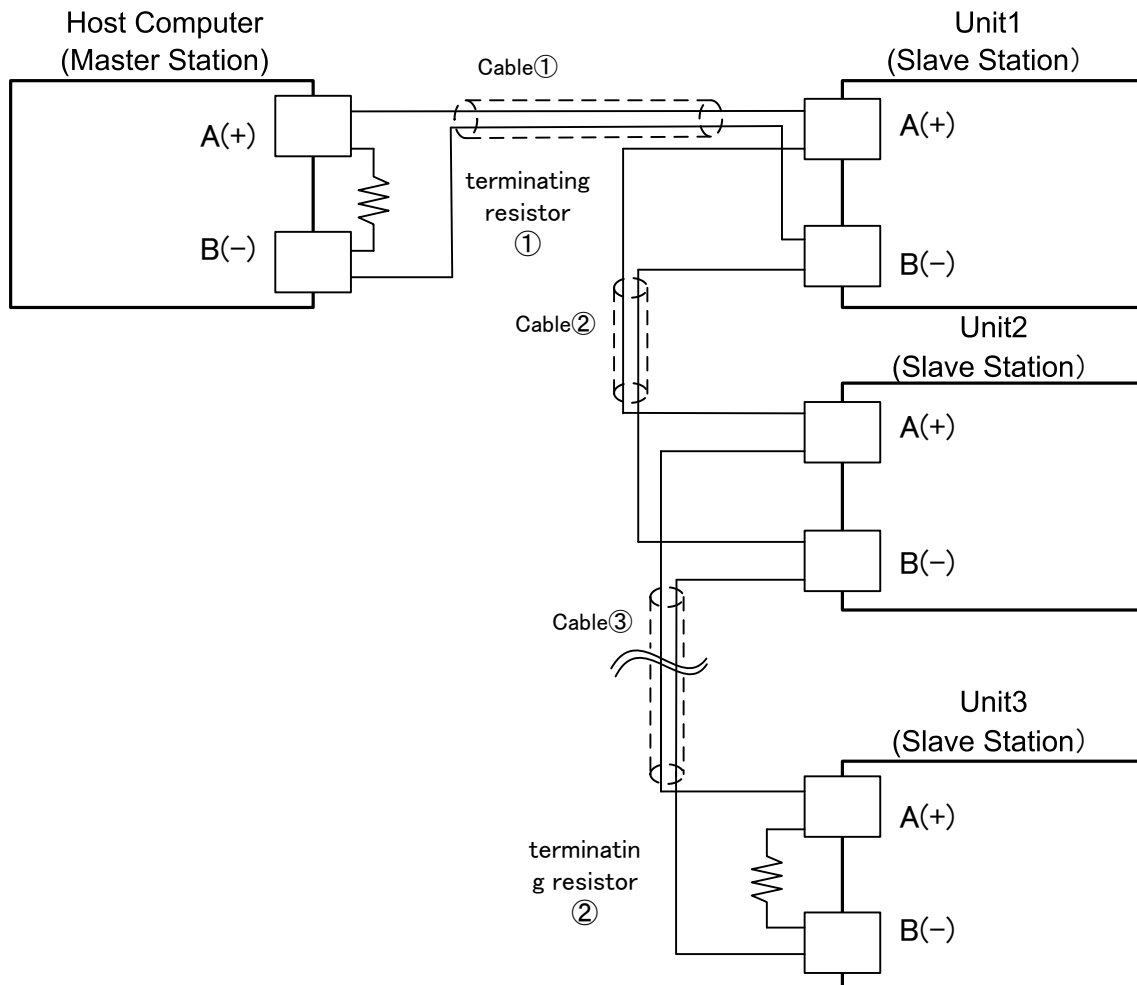 Host Computer
(Master Station)
A(+)
B(−)
Cable①
terminating
resistor
①
Unit1
(Slave Station)
A(+)
B(−)
Cable②
Unit2
(Slave Station)
A(+)
B(−)
Cable③
Unit3
(Slave Station)
A(+)
B(−)
terminatin
g resistor
②